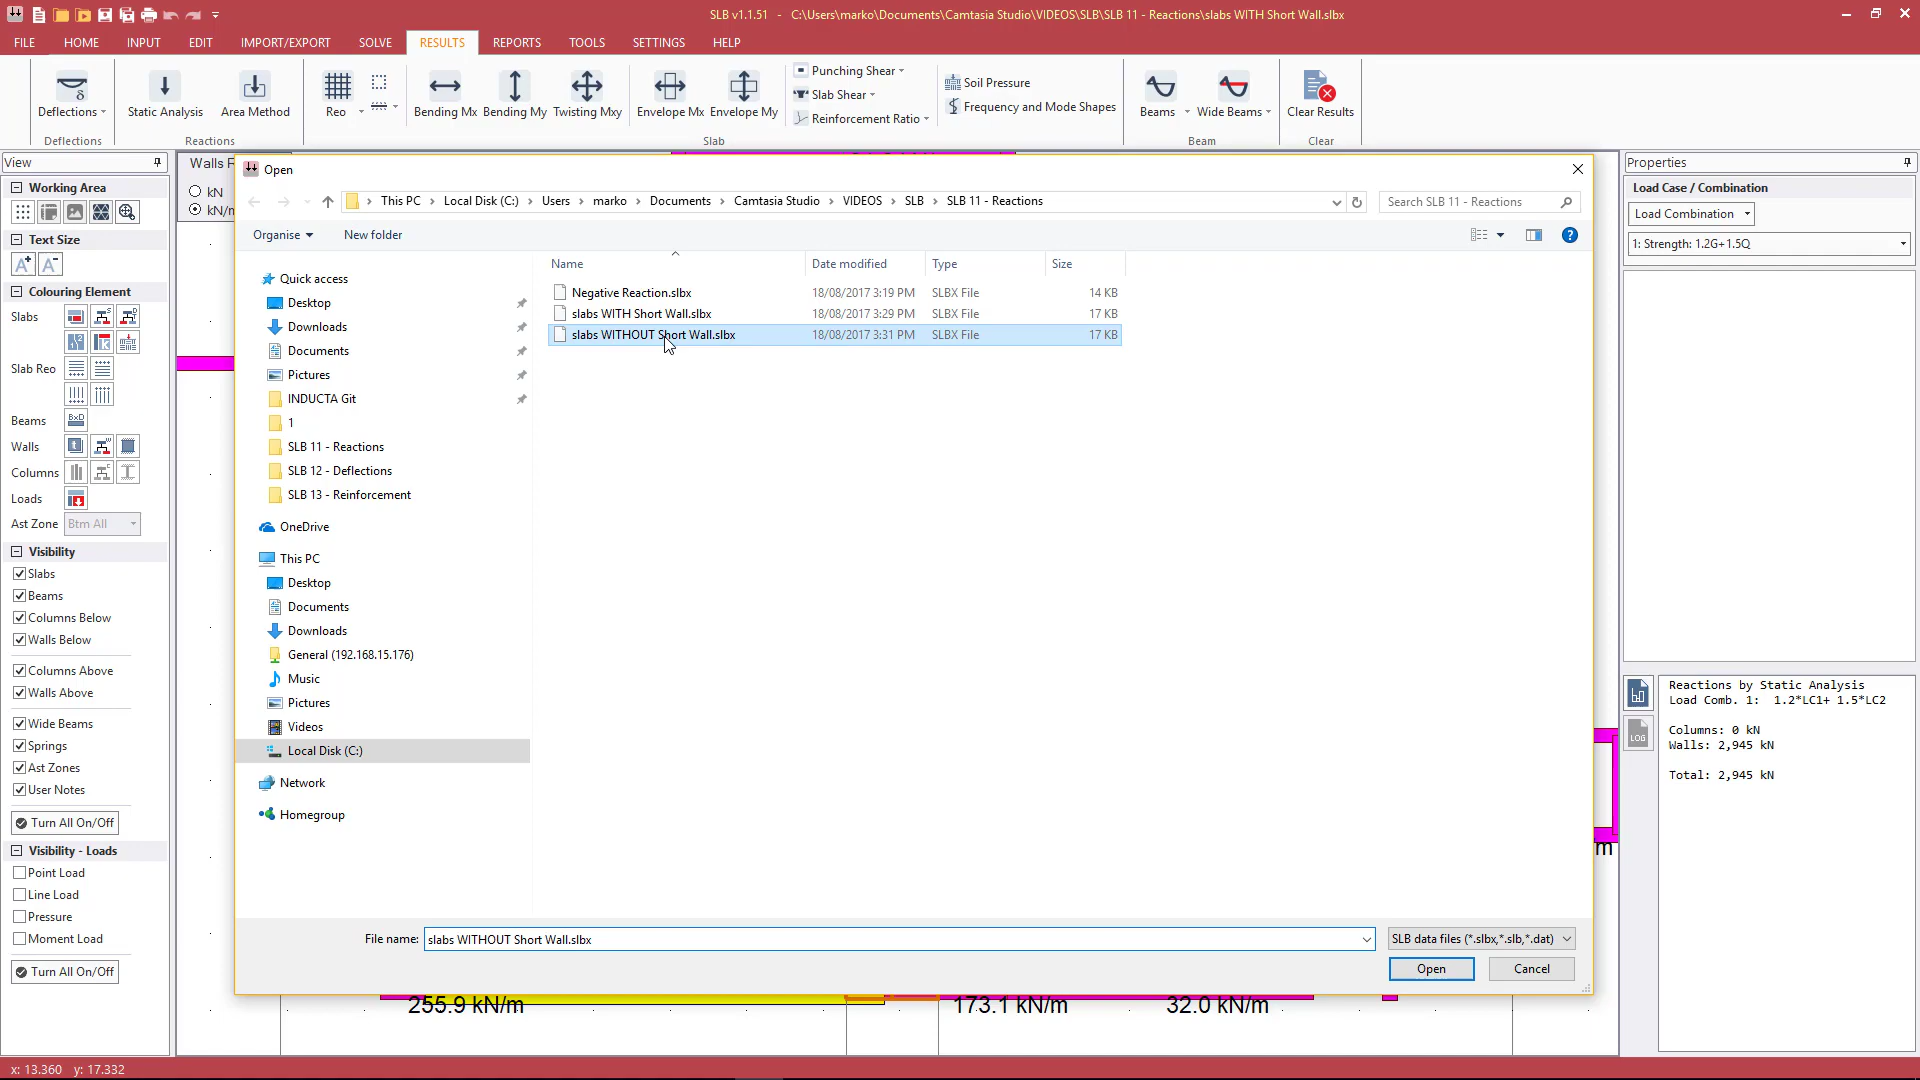 SLB v1.1.51 - C:\Users\marko\Documents\Camtasia Studio\VIDEOS\SLB\SLB 11 - Reactions\slabs WITH Short Wall.slbx
FILE HOME INPUT EDIT IMPORT/EXPORT SOLVE RESULTS REPORTS TOOLS SETTINGS HELP
Punching Shear
Soil Pressure
Slab Shear
Frequency and Mode Shapes
Deflections Static Analysis Area Method Reo Bending Mx Bending My Twisting Mxy Envelope Mx Envelope My Reinforcement Ratio Beams Wide Beams Clear Results
Deflections Reactions Slab Beam Clear
View
Working Area
Text Size
A+ A-
Colouring Element
Slabs
Slab Reo
Beams BxD
Walls
Columns
Loads
Ast Zone Btm All
Visibility
Slabs
Beams
Columns Below
Walls Below
Columns Above
Walls Above
Wide Beams
Springs
Ast Zones
User Notes
Turn All On/Off
Visibility - Loads
Point Load
Line Load
Pressure
Moment Load
Turn All On/Off
Walls R
kN
kN/m
Open
This PC Local Disk (C:) Users marko Documents Camtasia Studio VIDEOS SLB SLB 11 - Reactions
Search SLB 11 - Reactions
Organise New folder
Quick access
Desktop
Downloads
Documents
Pictures
INDUCTA Git
1
SLB 11 - Reactions
SLB 12 - Deflections
SLB 13 - Reinforcement
OneDrive
This PC
Desktop
Documents
Downloads
General (192.168.15.176)
Music
Pictures
Videos
Local Disk (C:)
Network
Homegroup
Name Date modified Type Size
Negative Reaction.slbx 18/08/2017 3:19 PM SLBX File 14 KB
slabs WITH Short Wall.slbx 18/08/2017 3:29 PM SLBX File 17 KB
slabs WITHOUT Short Wall.slbx 18/08/2017 3:31 PM SLBX File 17 KB
File name: slabs WITHOUT Short Wall.slbx SLB data files (*.slbx,*.slb,*.dat)
Open Cancel
m
255.9 kN/m 173.1 kN/m 32.0 kN/m
Properties
Load Case / Combination
Load Combination
1: Strength: 1.2G+1.5Q
LOG
Reactions by Static Analysis
Load Comb. 1: 1.2*LC1+ 1.5*LC2
Columns: 0 kN
Walls: 2,945 kN
Total: 2,945 kN
x: 13.360 y: 17.332